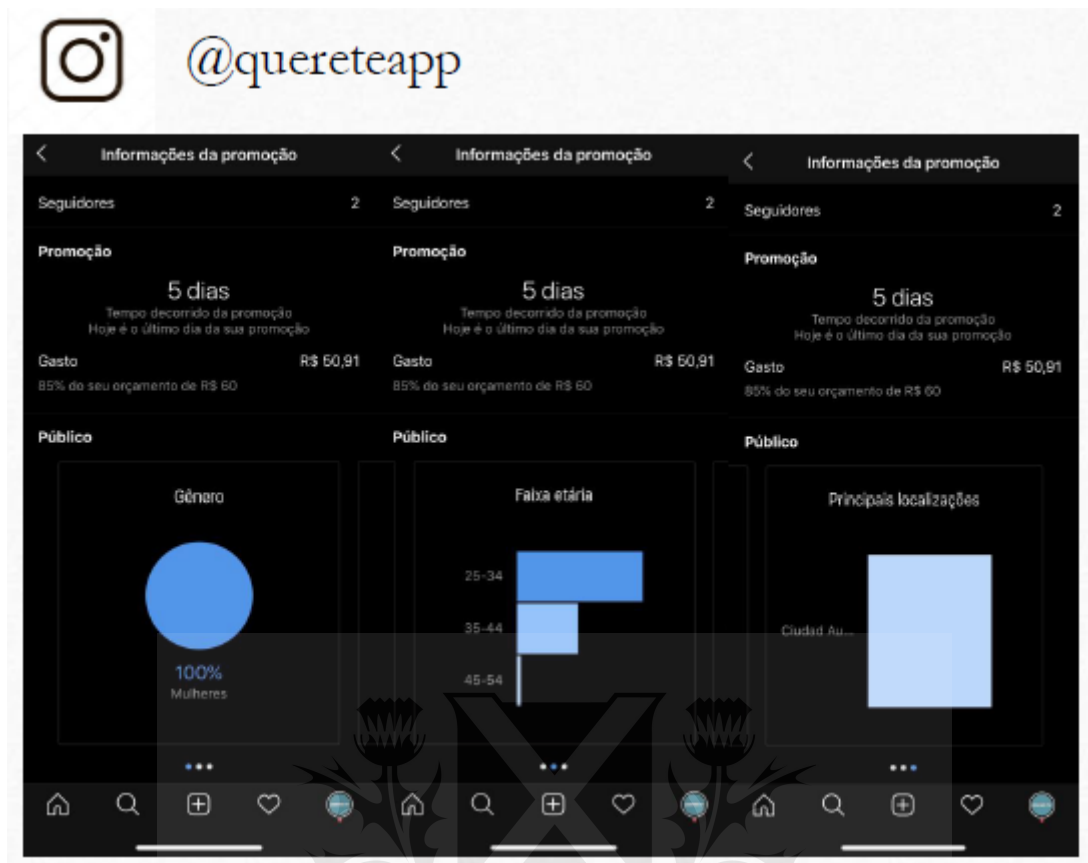 @quereteapp
Informações da promoção
Seguidores 2
Promoção
5 dias
Tempo decorrido da promoção
Hoje é o último dia da sua promoção
Gasto R$ 50,91
85% do seu orçamento de R$ 60
Público
Gênero
100%
Mulheres
Informações da promoção
Seguidores 2
Promoção
5 dias
Tempo decorrido da promoção
Hoje é o último dia da sua promoção
Gasto R$ 50,91
85% do seu orçamento de R$ 60
Público
Faixa etária
25-34
35-44
45-54
Informações da promoção
Seguidores 2
Promoção
5 dias
Tempo decorrido da promoção
Hoje é o último dia da sua promoção
Gasto R$ 50,91
85% do seu orçamento de R$ 60
Público
Principais localizações
Ciudad Au...